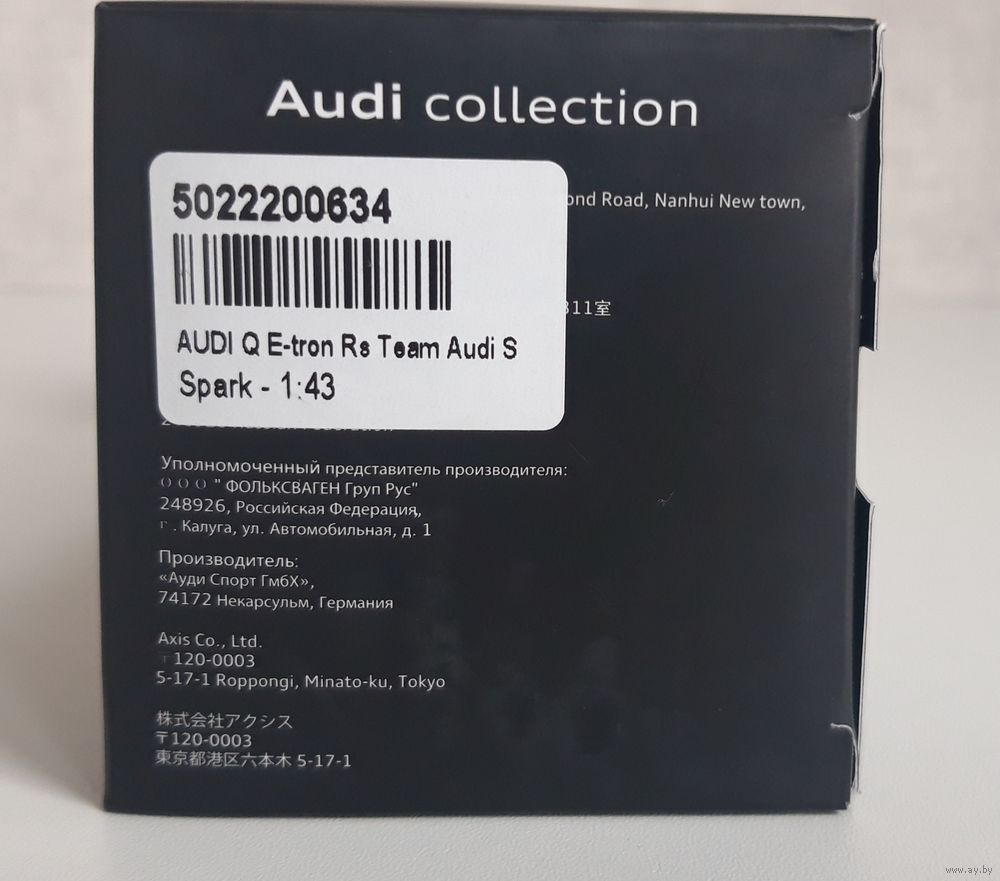 Audi collection
5022200634
ond Road, Nanhui New town,
311室
AUDI Q E-tron Rs Team Audi S
Spark - 1:43
Уполномоченный представитель производителя:
ООО " ФОЛЬКСВАГЕН Груп Рус"
248926, Российская Федерация,
г . Калуга, ул. Автомобильная, д. 1
Производитель:
«Ауди Спорт ГмбХ»,
74172 Некарсульм, Германия
Axis Co., Ltd.
〒120-0003
5-17-1 Roppongi, Minato-ku, Tokyo
株式会社アクシス
〒120-0003
東京都港区六本木 5-17-1
www.ay.by